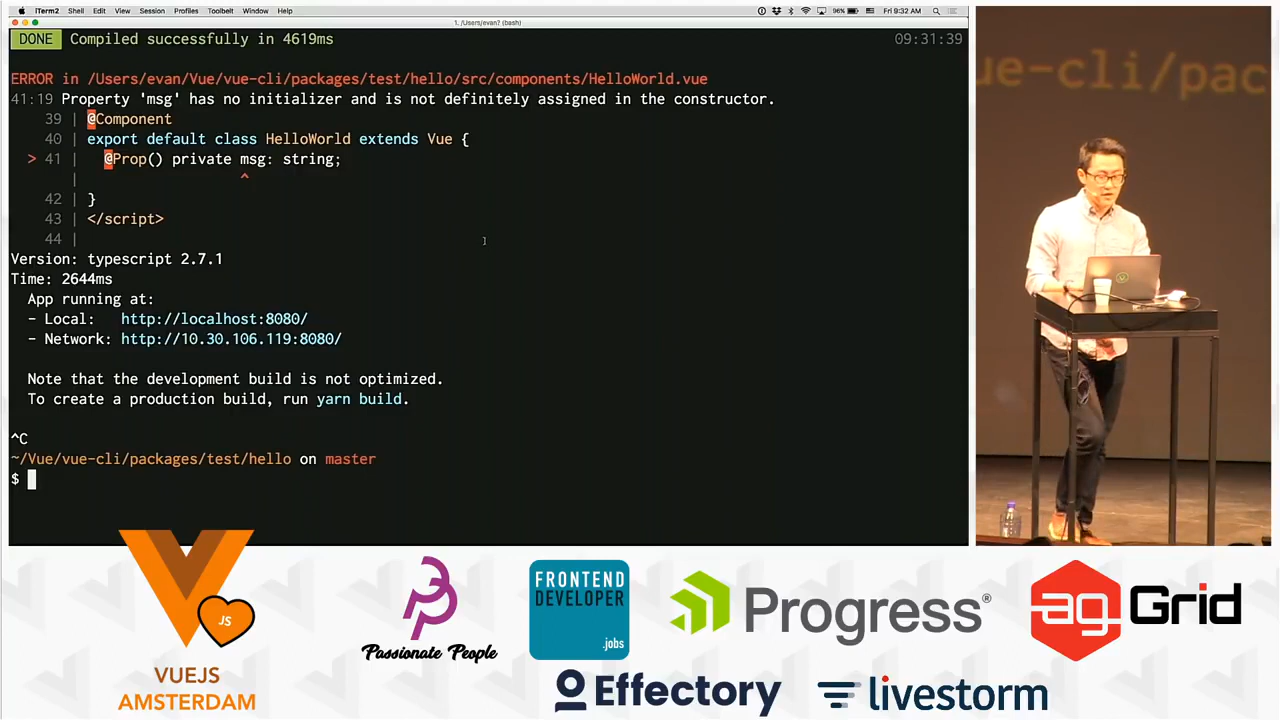 iTerm2 Shell Edit View Session Profiles Toolbelt Window Help
96% Fri 9:32 AM
1. /Users/evan? (bash)
DONE Compiled successfully in 4619ms 09:31:39
ERROR in /Users/evan/Vue/vue-cli/packages/test/hello/src/components/HelloWorld.vue
41:19 Property 'msg' has no initializer and is not definitely assigned in the constructor.
39 | @Component
40 | export default class HelloWorld extends Vue {
> 41 | @Prop() private msg: string;
| ^
42 | }
43 | </script>
44 |
Version: typescript 2.7.1
Time: 2644ms
App running at:
- Local: http://localhost:8080/
- Network: http://10.30.106.119:8080/
Note that the development build is not optimized.
To create a production build, run yarn build.
^C
~/Vue/vue-cli/packages/test/hello on master
$
ue-cli/pac
JS
VUEJS
AMSTERDAM
Passionate People
FRONTEND
DEVELOPER
.jobs
Progress®
ag Grid
Effectory
livestorm